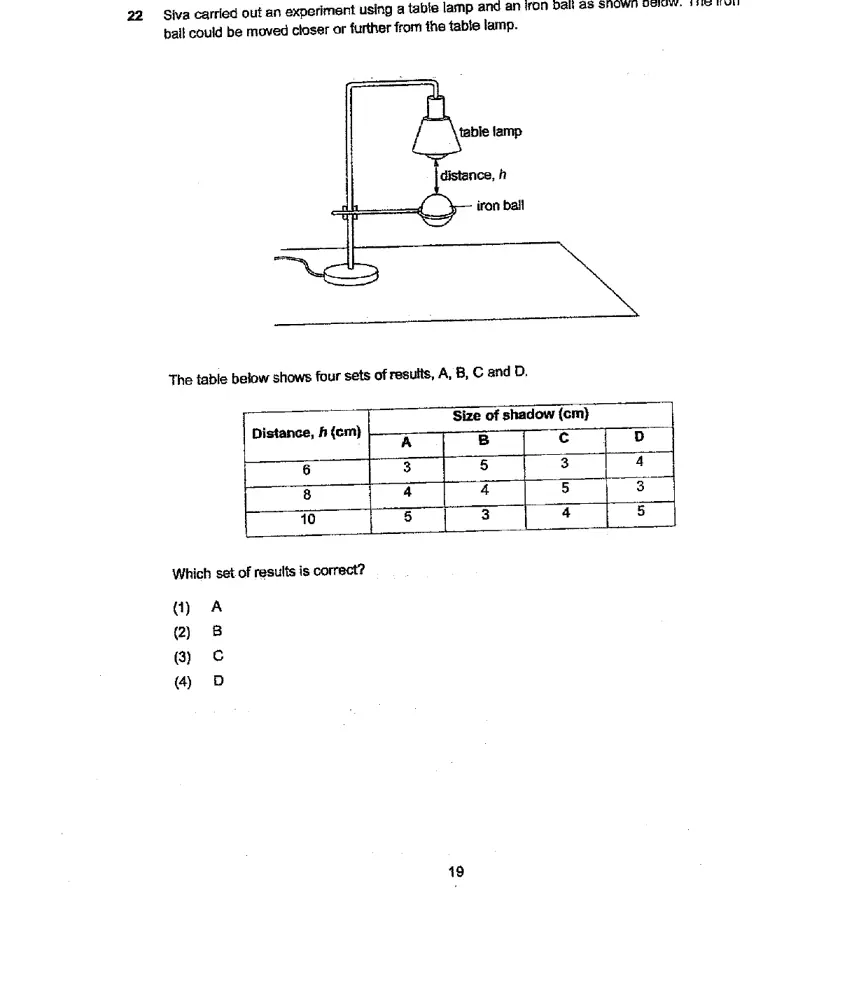 22 Siva carried out an experiment using a table lamp and an iron ball as shown below. The iron
ball could be moved closer or further from the table lamp.
table lamp
distance, h
iron ball
The table below shows four sets of results, A, B, C and D.
Distance, h (cm) Size of shadow (cm)
A B C D
6 3 5 3 4
8 4 4 5 3
10 5 3 4 5
Which set of results is correct?
(1) A
(2) B
(3) C
(4) D
19